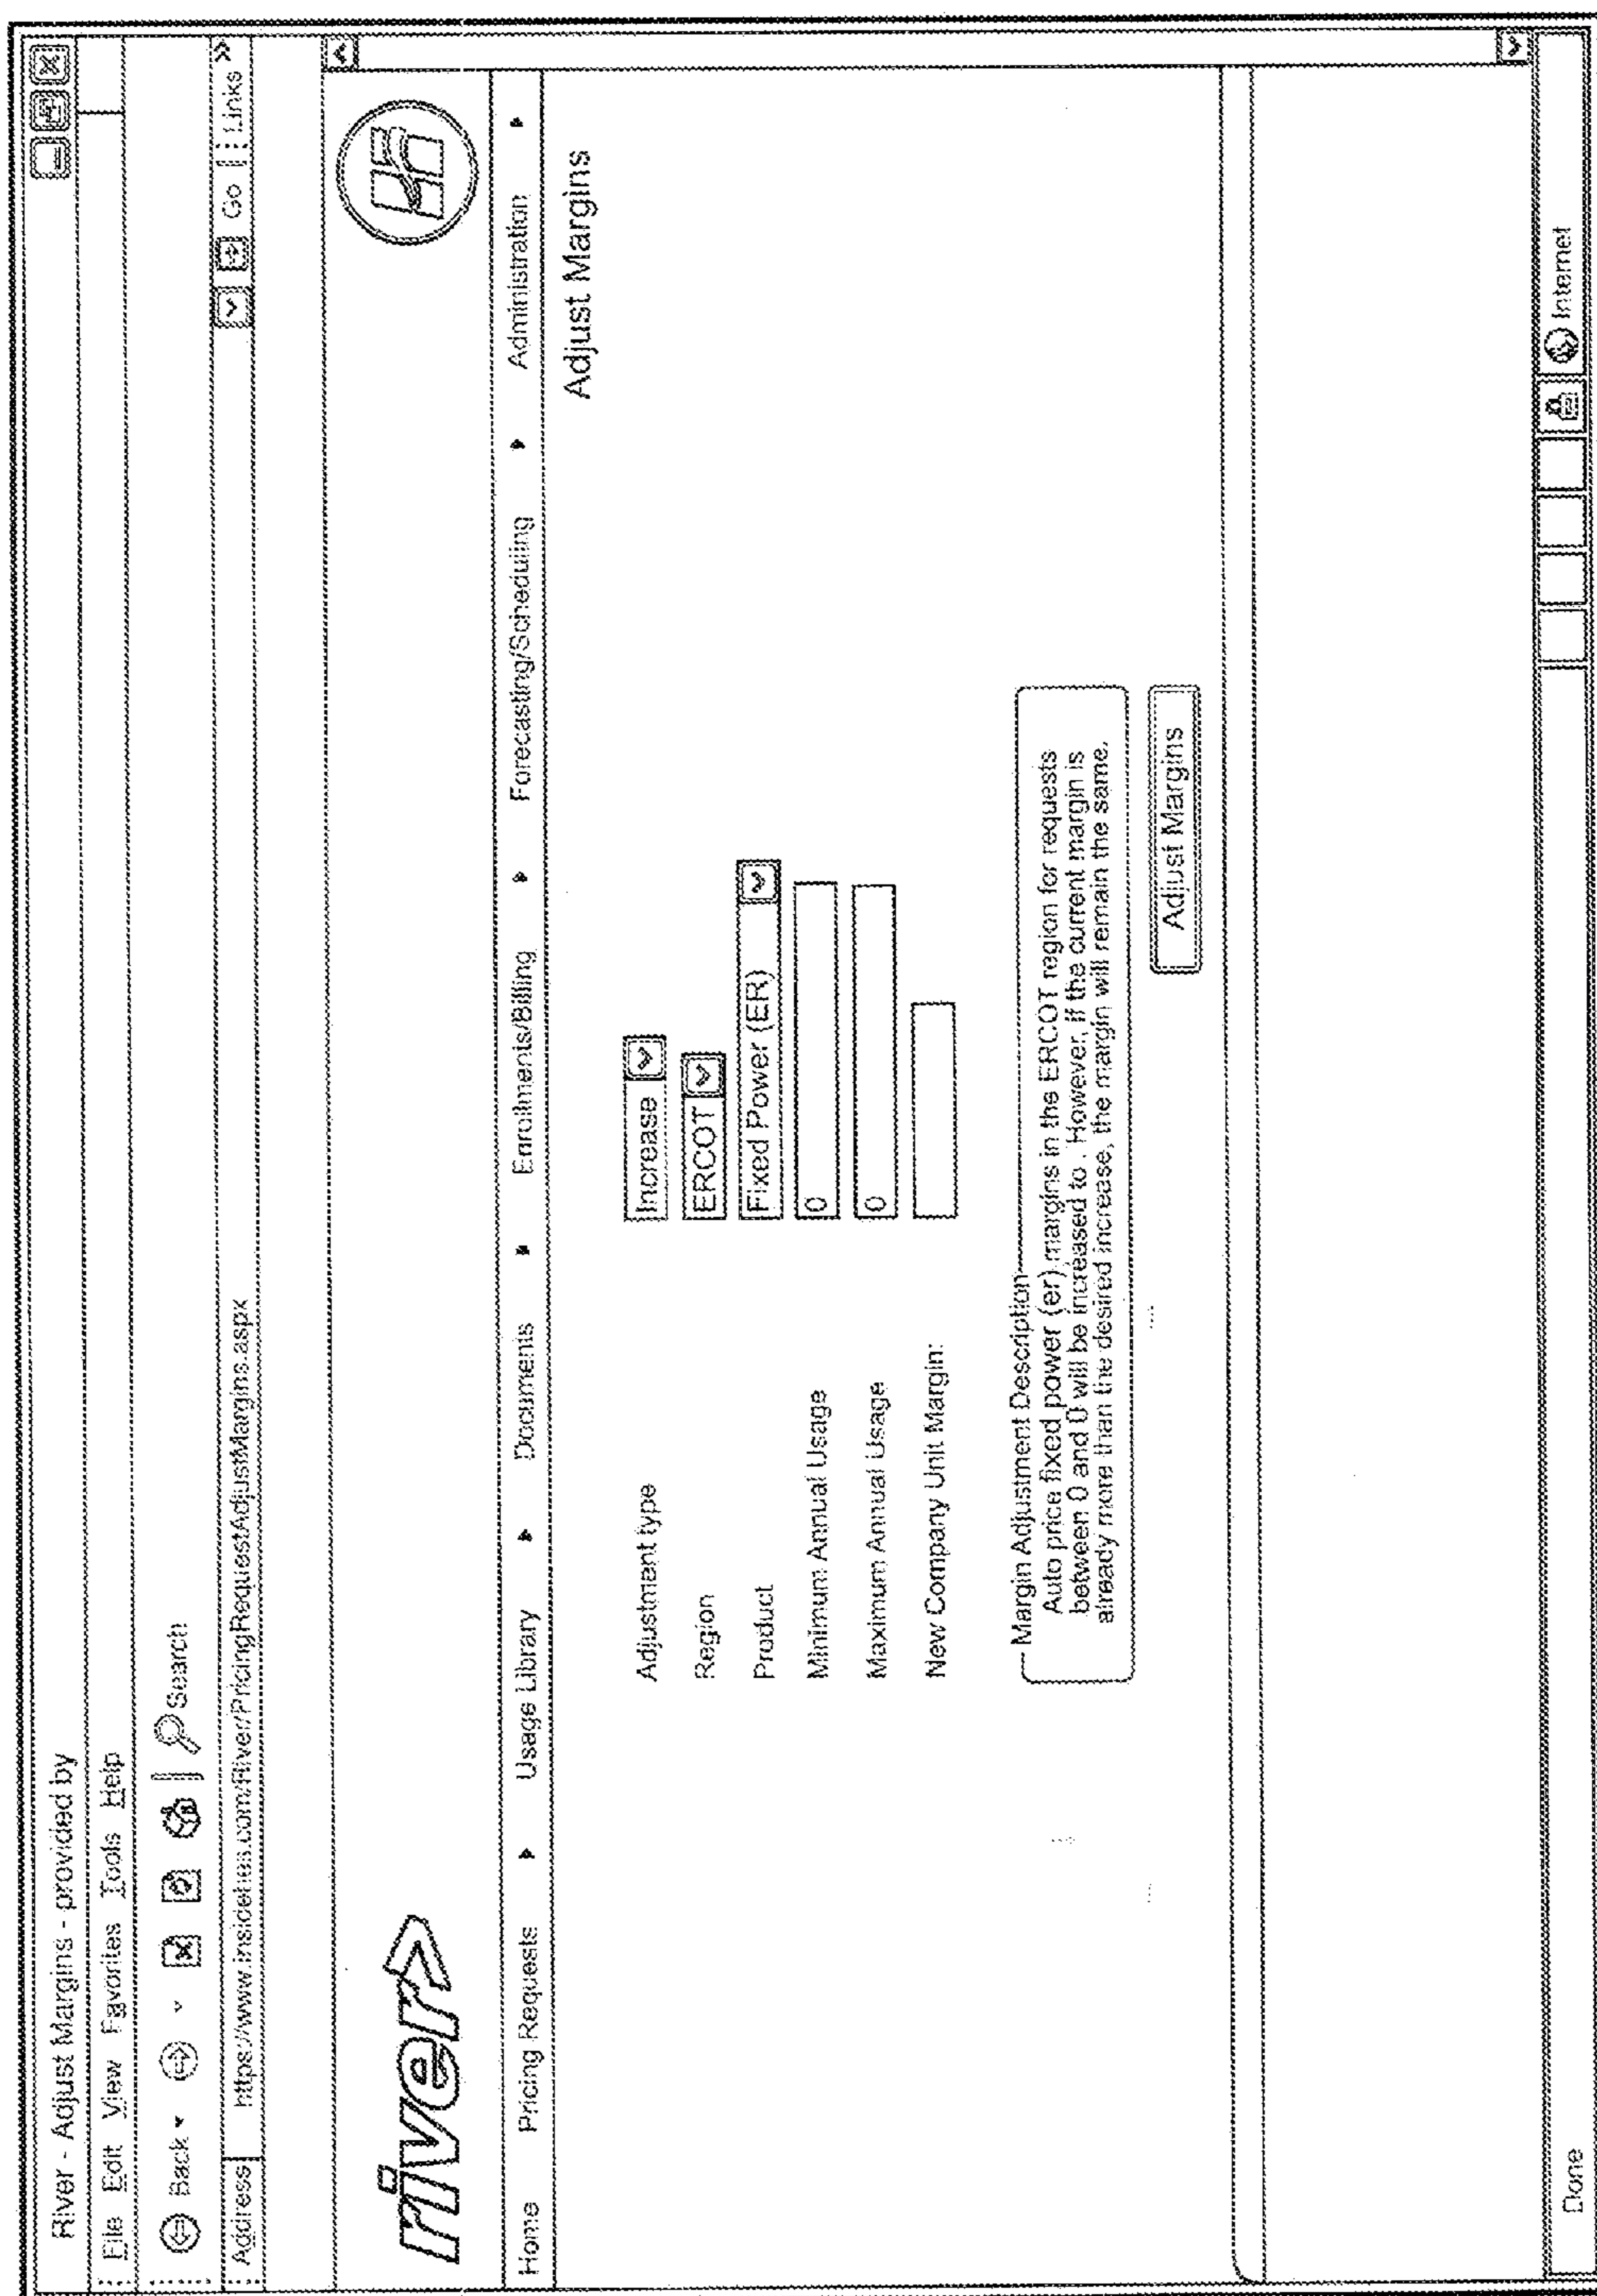 River - Adjust Margins - provided by
File Edit View Favorites Tools Help
Back Search
Address https://www.insidehes.com/River/PricingRequestAdjustMargins.aspx Go Links
river>
Home Pricing Requests Usage Library Documents Enrollments/Billing Forecasting/Scheduling Administration
Adjust Margins
Adjustment type Increase
Region ERCOT
Product Fixed Power (ER)
Minimum Annual Usage 0
Maximum Annual Usage 0
New Company Unit Margin:
Margin Adjustment Description
Auto price fixed power (er) margins in the ERCOT region for requests
between 0 and 0 will be increased to . However, if the current margin is
already more than the desired increase, the margin will remain the same.
Adjust Margins
Done Internet